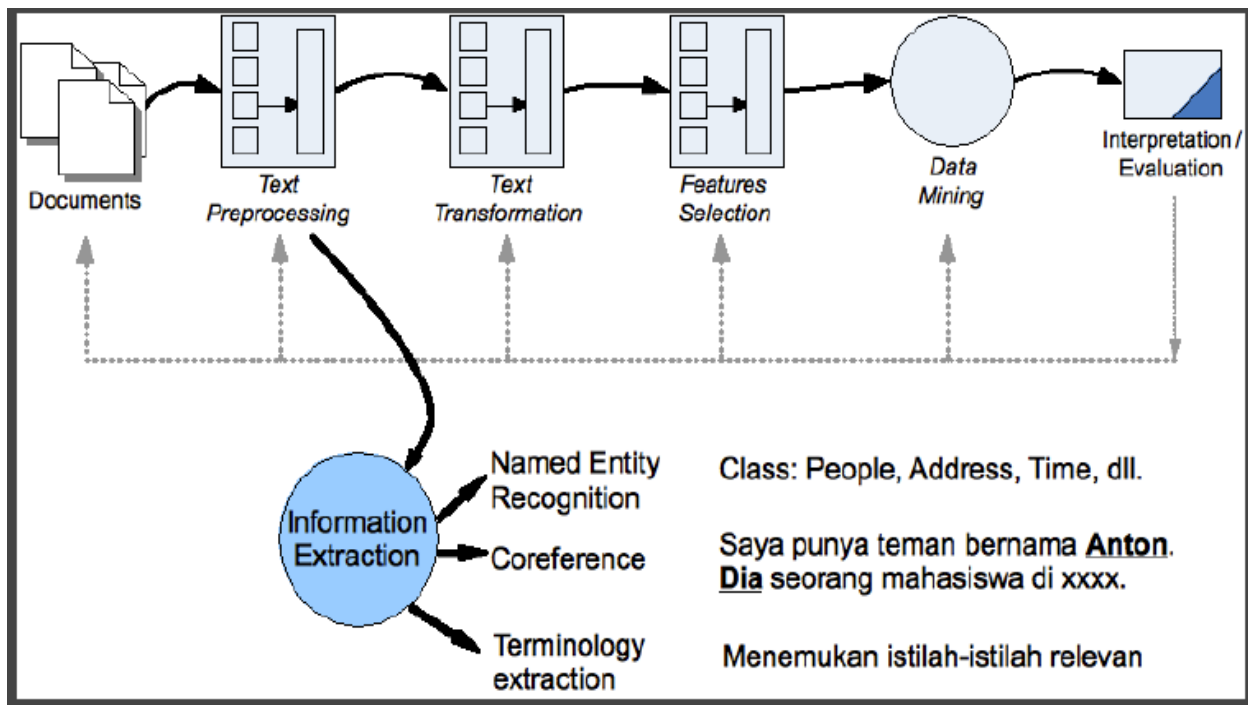 Documents
Text
Preprocessing
Text
Transformation
Features
Selection
Data
Mining
Interpretation /
Evaluation
Information
Extraction
Named Entity
Recognition
Class: People, Address, Time, dll.
Coreference
Saya punya teman bernama Anton.
Dia seorang mahasiswa di xxxx.
Terminology
extraction
Menemukan istilah-istilah relevan